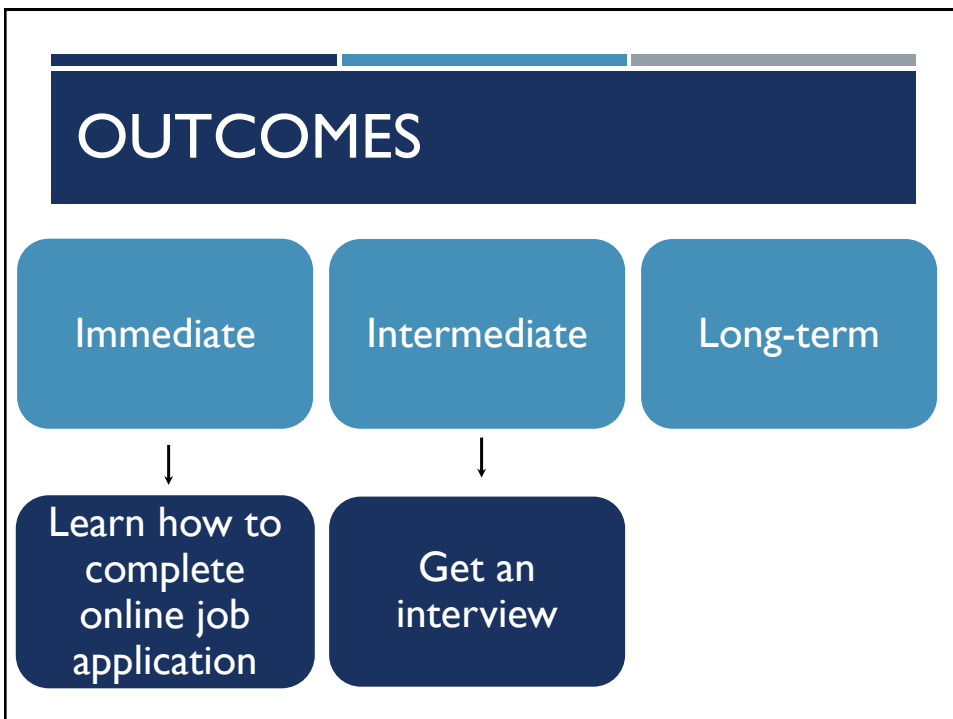 OUTCOMES
Immediate
Intermediate
Long-term
Learn how to
complete
online job
application
Get an
interview